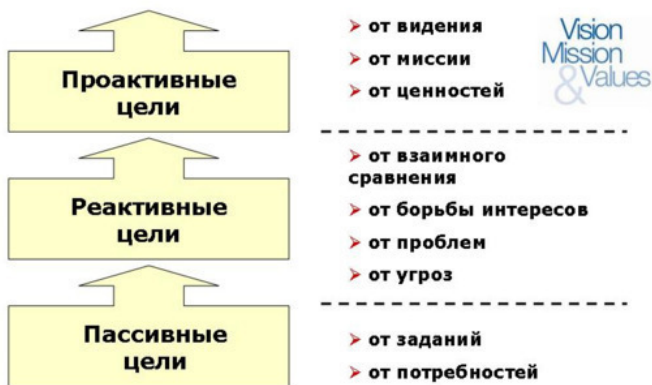 Проактивные
цели
➢ от видения
➢ от миссии
➢ от ценностей
Vision
Mission
& Values
Реактивные
цели
➢ от взаимного
сравнения
➢ от борьбы интересов
➢ от проблем
➢ от угроз
Пассивные
цели
➢ от заданий
➢ от потребностей